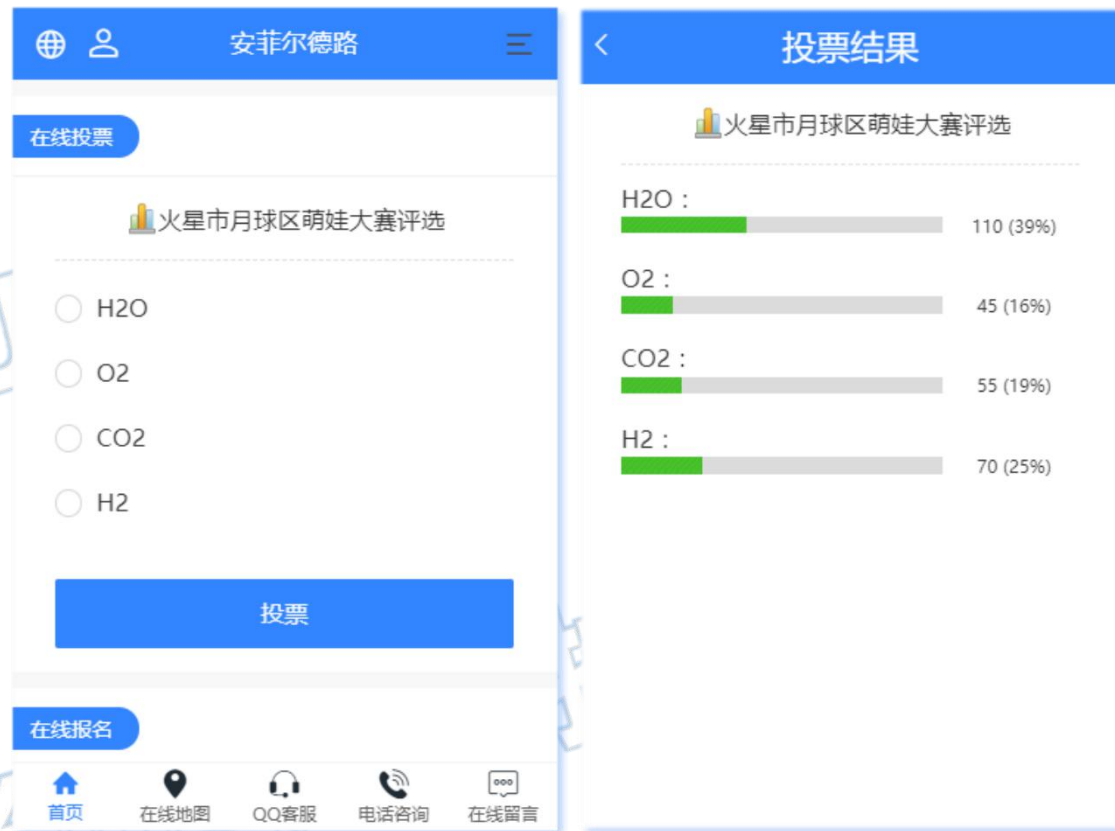 安菲尔德路
在线投票
火星市月球区萌娃大赛评选
H2O
O2
CO2
H2
投票
在线报名
首页
在线地图
QQ客服
电话咨询
在线留言
投票结果
火星市月球区萌娃大赛评选
H2O：
110 (39%)
O2：
45 (16%)
CO2：
55 (19%)
H2：
70 (25%)